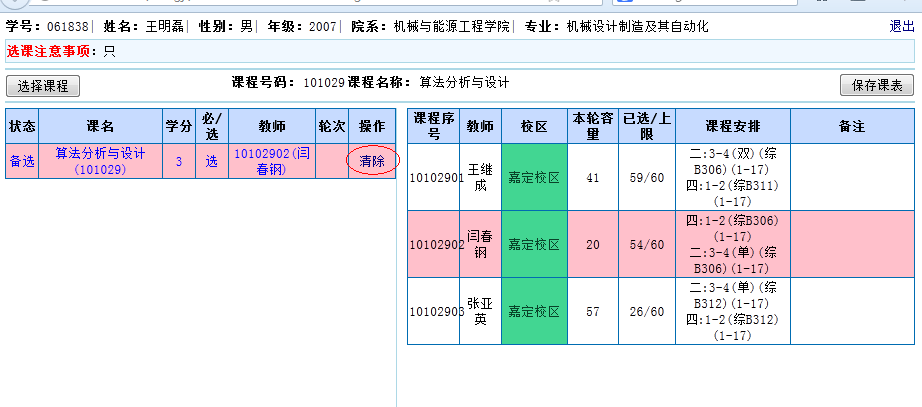 学号: 061838| 姓名: 王明磊| 性别: 男| 年级: 2007| 院系: 机械与能源工程学院| 专业: 机械设计制造及其自动化
退出
选课注意事项: 只
选择课程
课程号码: 101029 课程名称: 算法分析与设计
保存课表
状态 课名 学分 必/选 教师 轮次 操作
备选 算法分析与设计(101029) 3 选 10102902(闫春钢) 清除
课程序号 教师 校区 本轮容量 已选/上限 课程安排 备注
10102901 王继成 嘉定校区 41 59/60 二:3-4(双)(综B306)(1-17)
四:1-2(综B311)(1-17)
10102902 闫春钢 嘉定校区 20 54/60 四:1-2(综B306)(1-17)
二:3-4(单)(综B306)(1-17)
10102903 张亚英 嘉定校区 57 26/60 二:3-4(单)(综B312)(1-17)
四:1-2(综B312)(1-17)